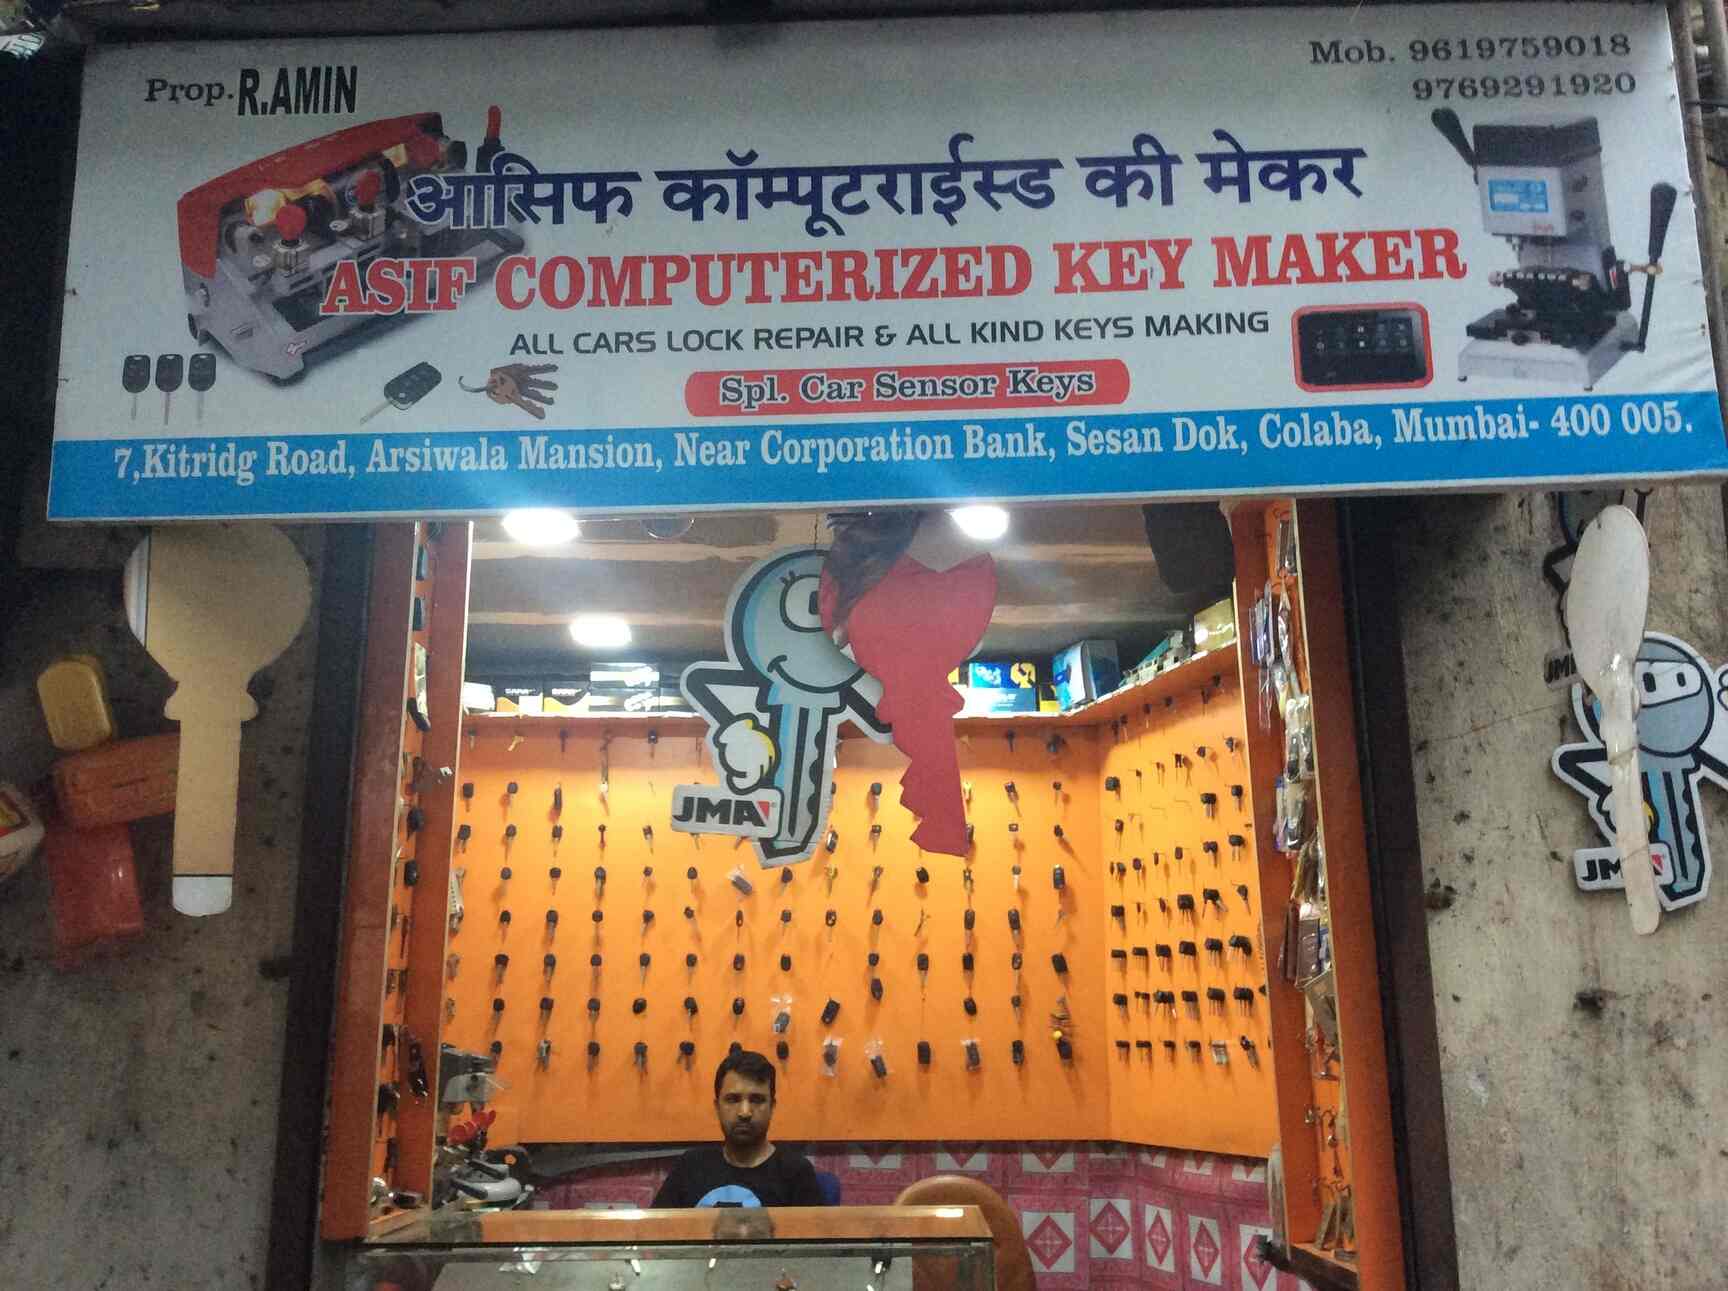 Prop. R.AMIN
Mob. 9619759018
9769291920
आसिफ कॉम्पूटराईस्ड की मेकर
ASIF COMPUTERIZED KEY MAKER
ALL CARS LOCK REPAIR & ALL KIND KEYS MAKING
Spl. Car Sensor Keys
7,Kitridg Road, Arsiwala Mansion, Near Corporation Bank, Sesan Dok, Colaba, Mumbai- 400 005.
JMA